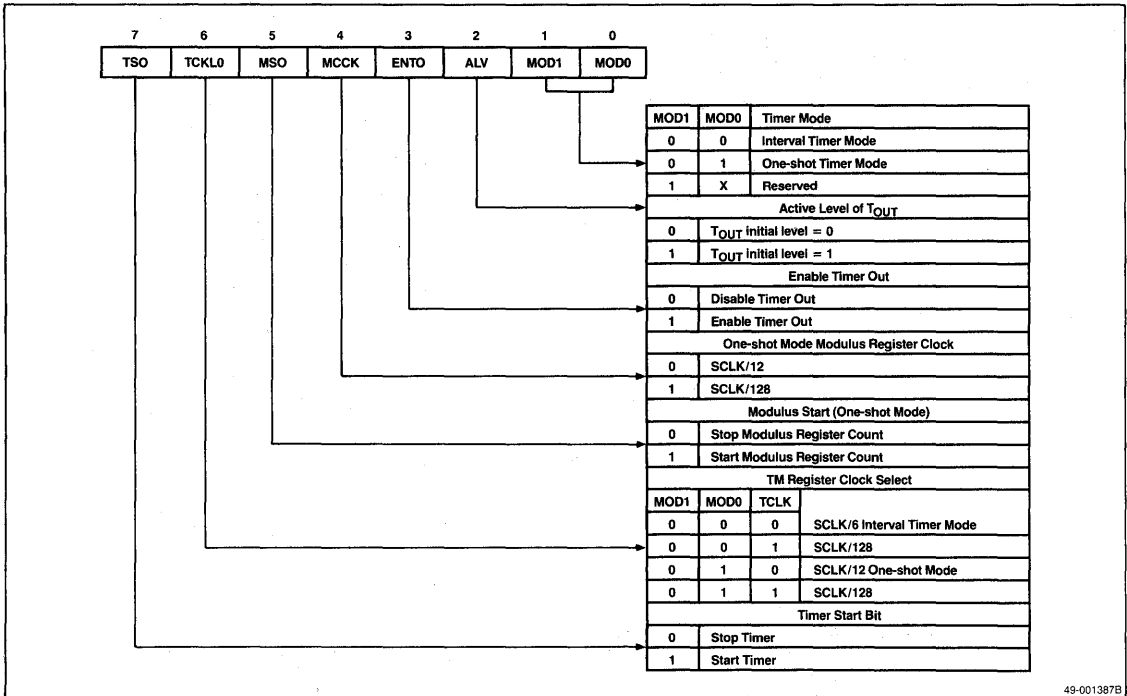 7 6 5 4 3 2 1 0
TSO TCKL0 MSO MCCK ENTO ALV MOD1 MOD0
MOD1 MOD0 Timer Mode
0 0 Interval Timer Mode
0 1 One-shot Timer Mode
1 X Reserved
Active Level of TOUT
0 TOUT initial level = 0
1 TOUT initial level = 1
Enable Timer Out
0 Disable Timer Out
1 Enable Timer Out
One-shot Mode Modulus Register Clock
0 SCLK/12
1 SCLK/128
Modulus Start (One-shot Mode)
0 Stop Modulus Register Count
1 Start Modulus Register Count
TM Register Clock Select
MOD1 MOD0 TCLK
0 0 0 SCLK/6 Interval Timer Mode
0 0 1 SCLK/128
0 1 0 SCLK/12 One-shot Mode
0 1 1 SCLK/128
Timer Start Bit
0 Stop Timer
1 Start Timer
49-001387B